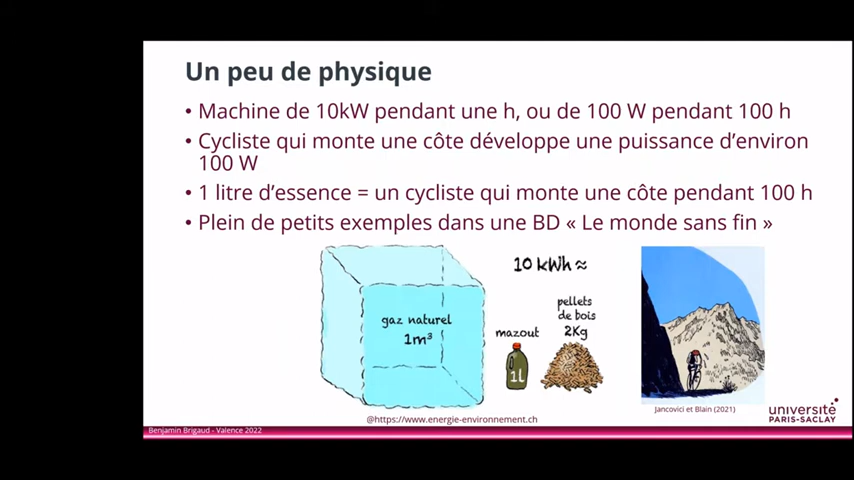 Un peu de physique
• Machine de 10kW pendant une h, ou de 100 W pendant 100 h
• Cycliste qui monte une côte développe une puissance d’environ
100 W
• 1 litre d’essence = un cycliste qui monte une côte pendant 100 h
• Plein de petits exemples dans une BD « Le monde sans fin »
10 kWh ≈
gaz naturel
1m³
mazout
1l
pellets
de bois
2Kg
@https://www.energie-environnement.ch
Jancovici et Blain (2021)
université
PARIS-SACLAY
Benjamin Brigaud - Valence 2022